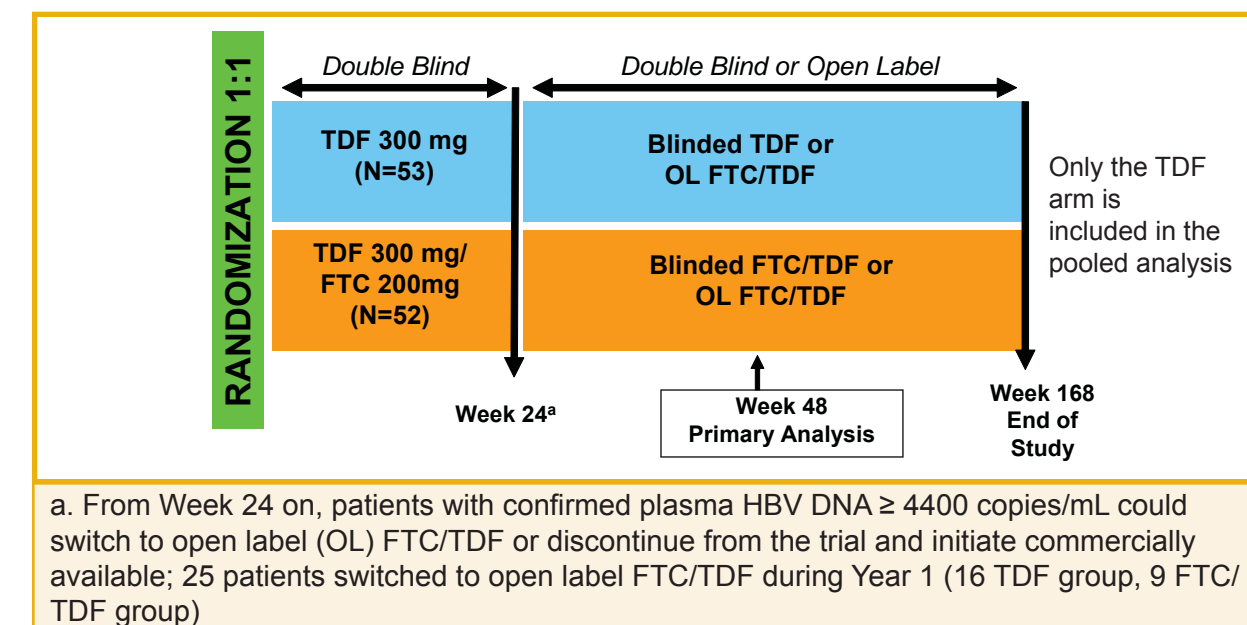 RANDOMIZATION 1:1
Double Blind
Double Blind or Open Label
TDF 300 mg
(N=53)
Blinded TDF or
OL FTC/TDF
TDF 300 mg/
FTC 200mg
(N=52)
Blinded FTC/TDF or
OL FTC/TDF
Only the TDF
arm is
included in the
pooled analysis
Week 24ᵃ
Week 48
Primary Analysis
Week 168
End of
Study
a. From Week 24 on, patients with confirmed plasma HBV DNA ≥ 4400 copies/mL could
switch to open label (OL) FTC/TDF or discontinue from the trial and initiate commercially
available; 25 patients switched to open label FTC/TDF during Year 1 (16 TDF group, 9 FTC/
TDF group)